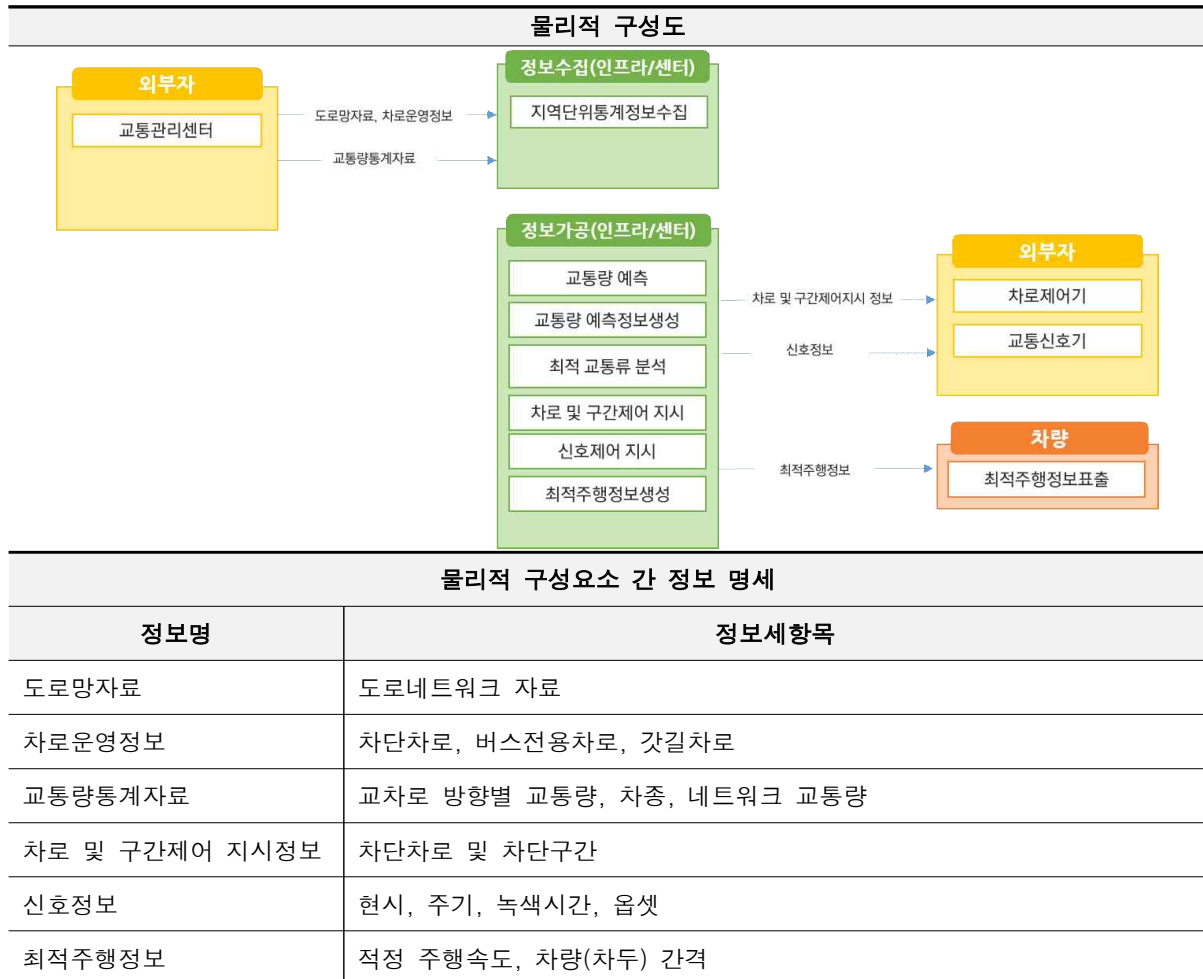 물리적 구성도
외부자
교통관리센터
도로망자료, 차로운영정보
교통량통계자료
정보수집(인프라/센터)
지역단위통계정보수집
정보가공(인프라/센터)
교통량 예측
교통량 예측정보생성
최적 교통류 분석
차로 및 구간제어 지시
신호제어 지시
최적주행정보생성
차로 및 구간제어지시 정보
신호정보
최적주행정보
외부자
차로제어기
교통신호기
차량
최적주행정보표출
물리적 구성요소 간 정보 명세
정보명 정보세항목
도로망자료 도로네트워크 자료
차로운영정보 차단차로, 버스전용차로, 갓길차로
교통량통계자료 교차로 방향별 교통량, 차종, 네트워크 교통량
차로 및 구간제어 지시정보 차단차로 및 차단구간
신호정보 현시, 주기, 녹색시간, 옵셋
최적주행정보 적정 주행속도, 차량(차두) 간격